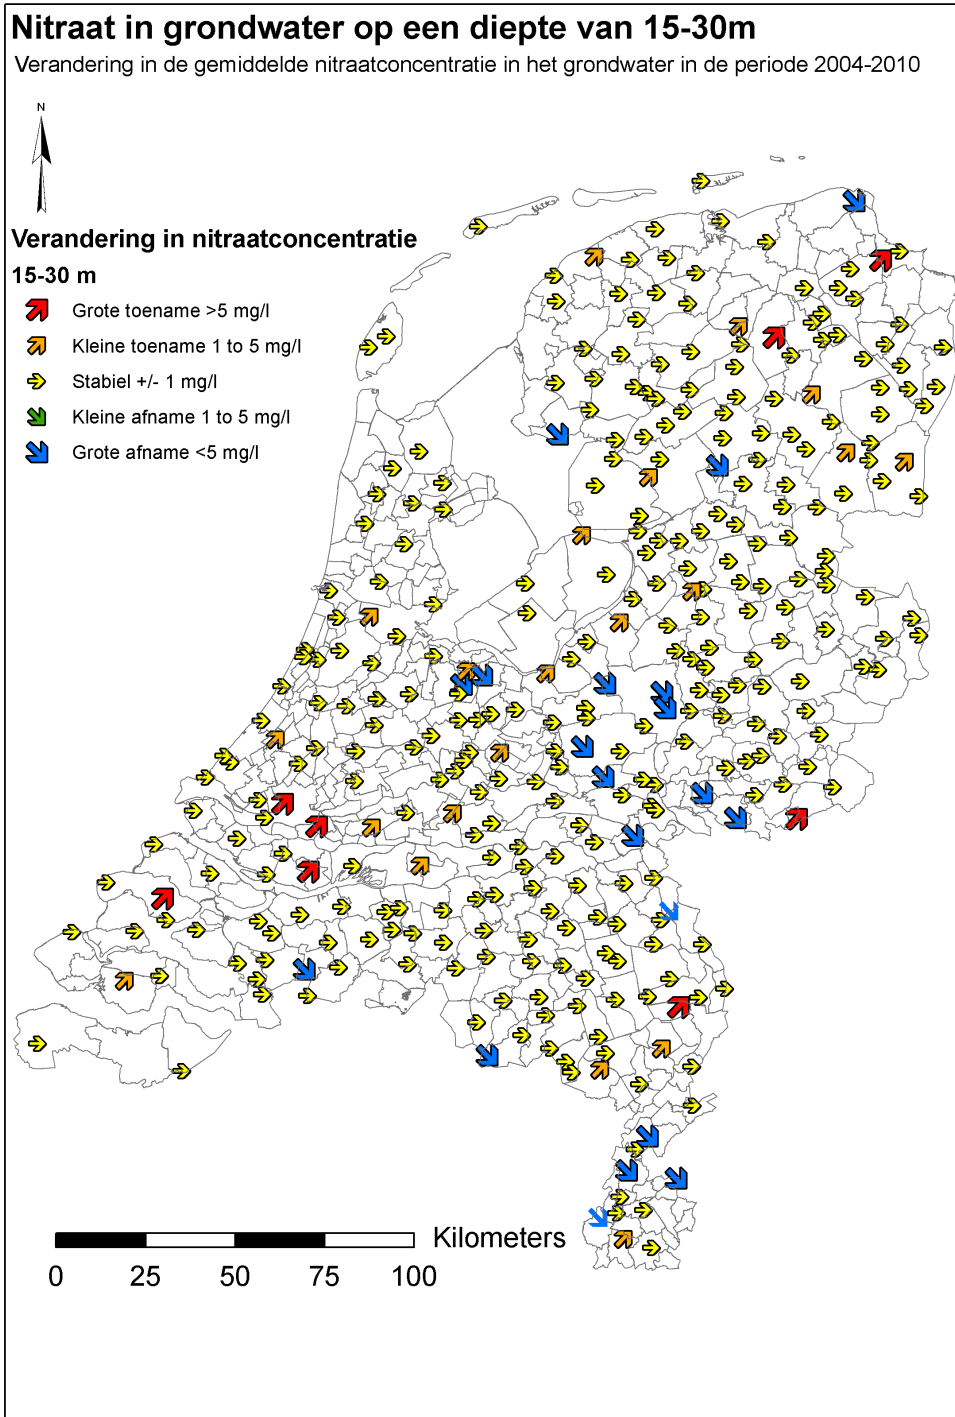 Nitraat in grondwater op een diepte van 15-30m
Verandering in de gemiddelde nitraatconcentratie in het grondwater in de periode 2004-2010
N
Verandering in nitraatconcentratie
15-30 m
Grote toename >5 mg/l
Kleine toename 1 to 5 mg/l
Stabiel +/- 1 mg/l
Kleine afname 1 to 5 mg/l
Grote afname <5 mg/l
Kilometers
0 25 50 75 100